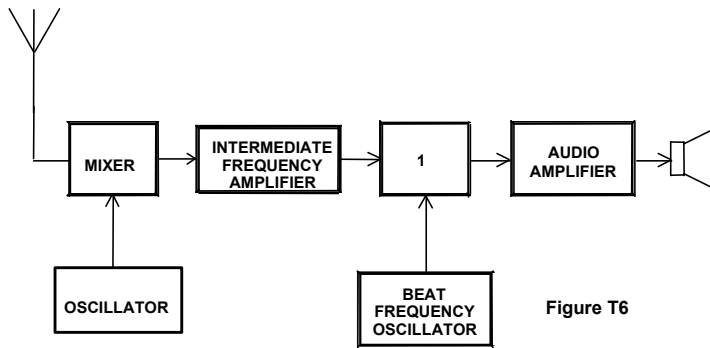 MIXER
INTERMEDIATE
FREQUENCY
AMPLIFIER
1
AUDIO
AMPLIFIER
OSCILLATOR
BEAT
FREQUENCY
OSCILLATOR
Figure T6